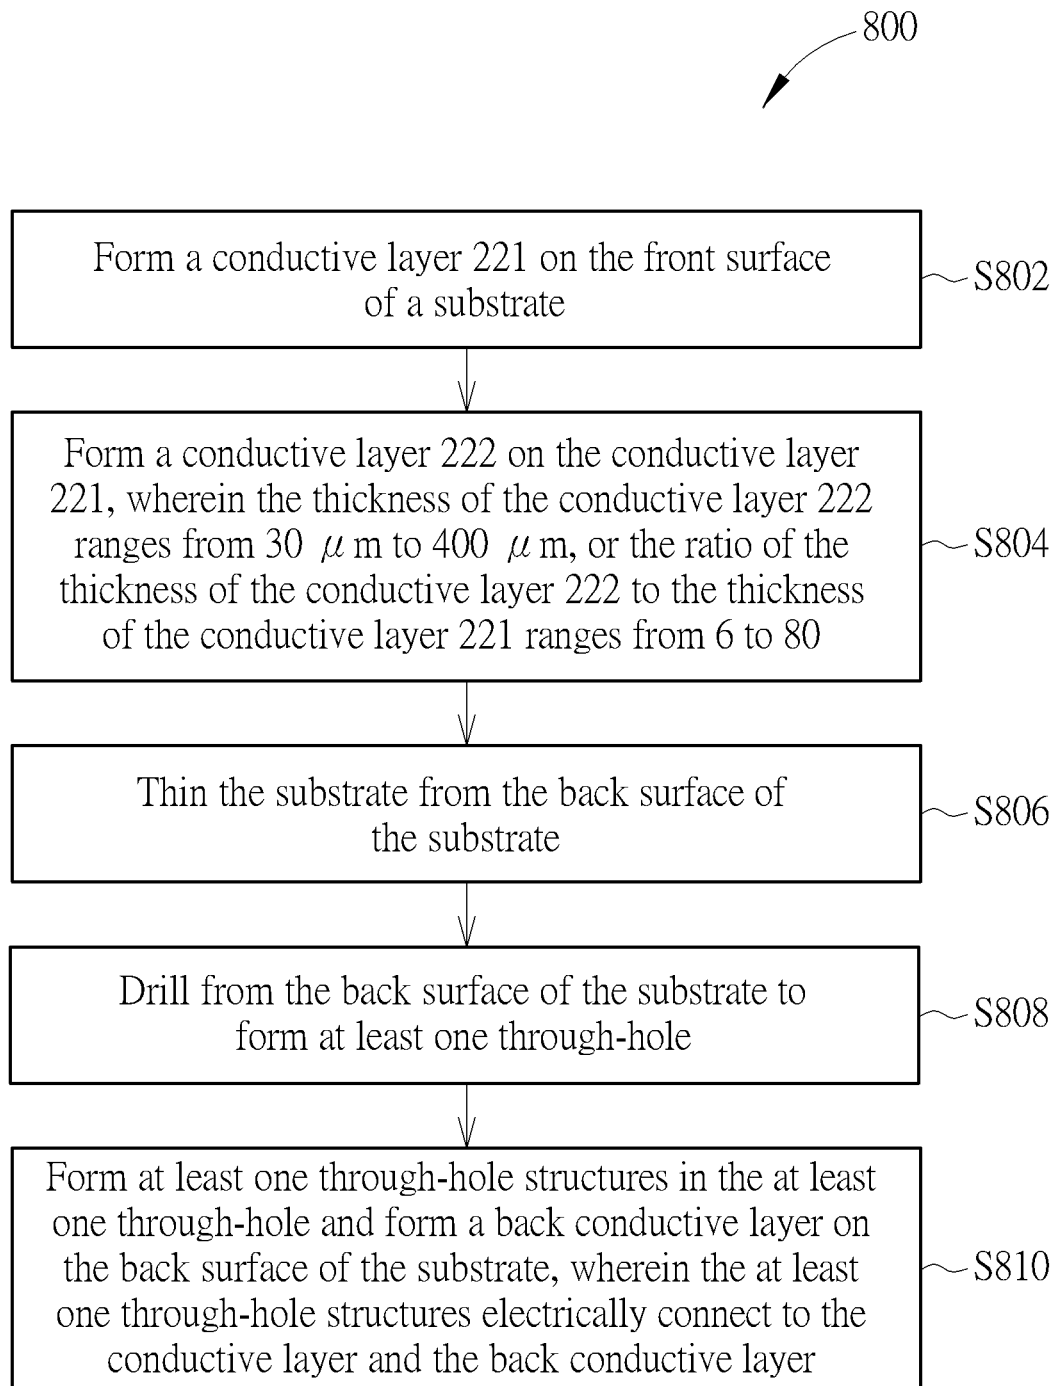 800
Form a conductive layer 221 on the front surface
of a substrate
S802
Form a conductive layer 222 on the conductive layer
221, wherein the thickness of the conductive layer 222
ranges from 30 μm to 400 μm, or the ratio of the
thickness of the conductive layer 222 to the thickness
of the conductive layer 221 ranges from 6 to 80
S804
Thin the substrate from the back surface of
the substrate
S806
Drill from the back surface of the substrate to
form at least one through-hole
S808
Form at least one through-hole structures in the at least
one through-hole and form a back conductive layer on
the back surface of the substrate, wherein the at least
one through-hole structures electrically connect to the
conductive layer and the back conductive layer
S810